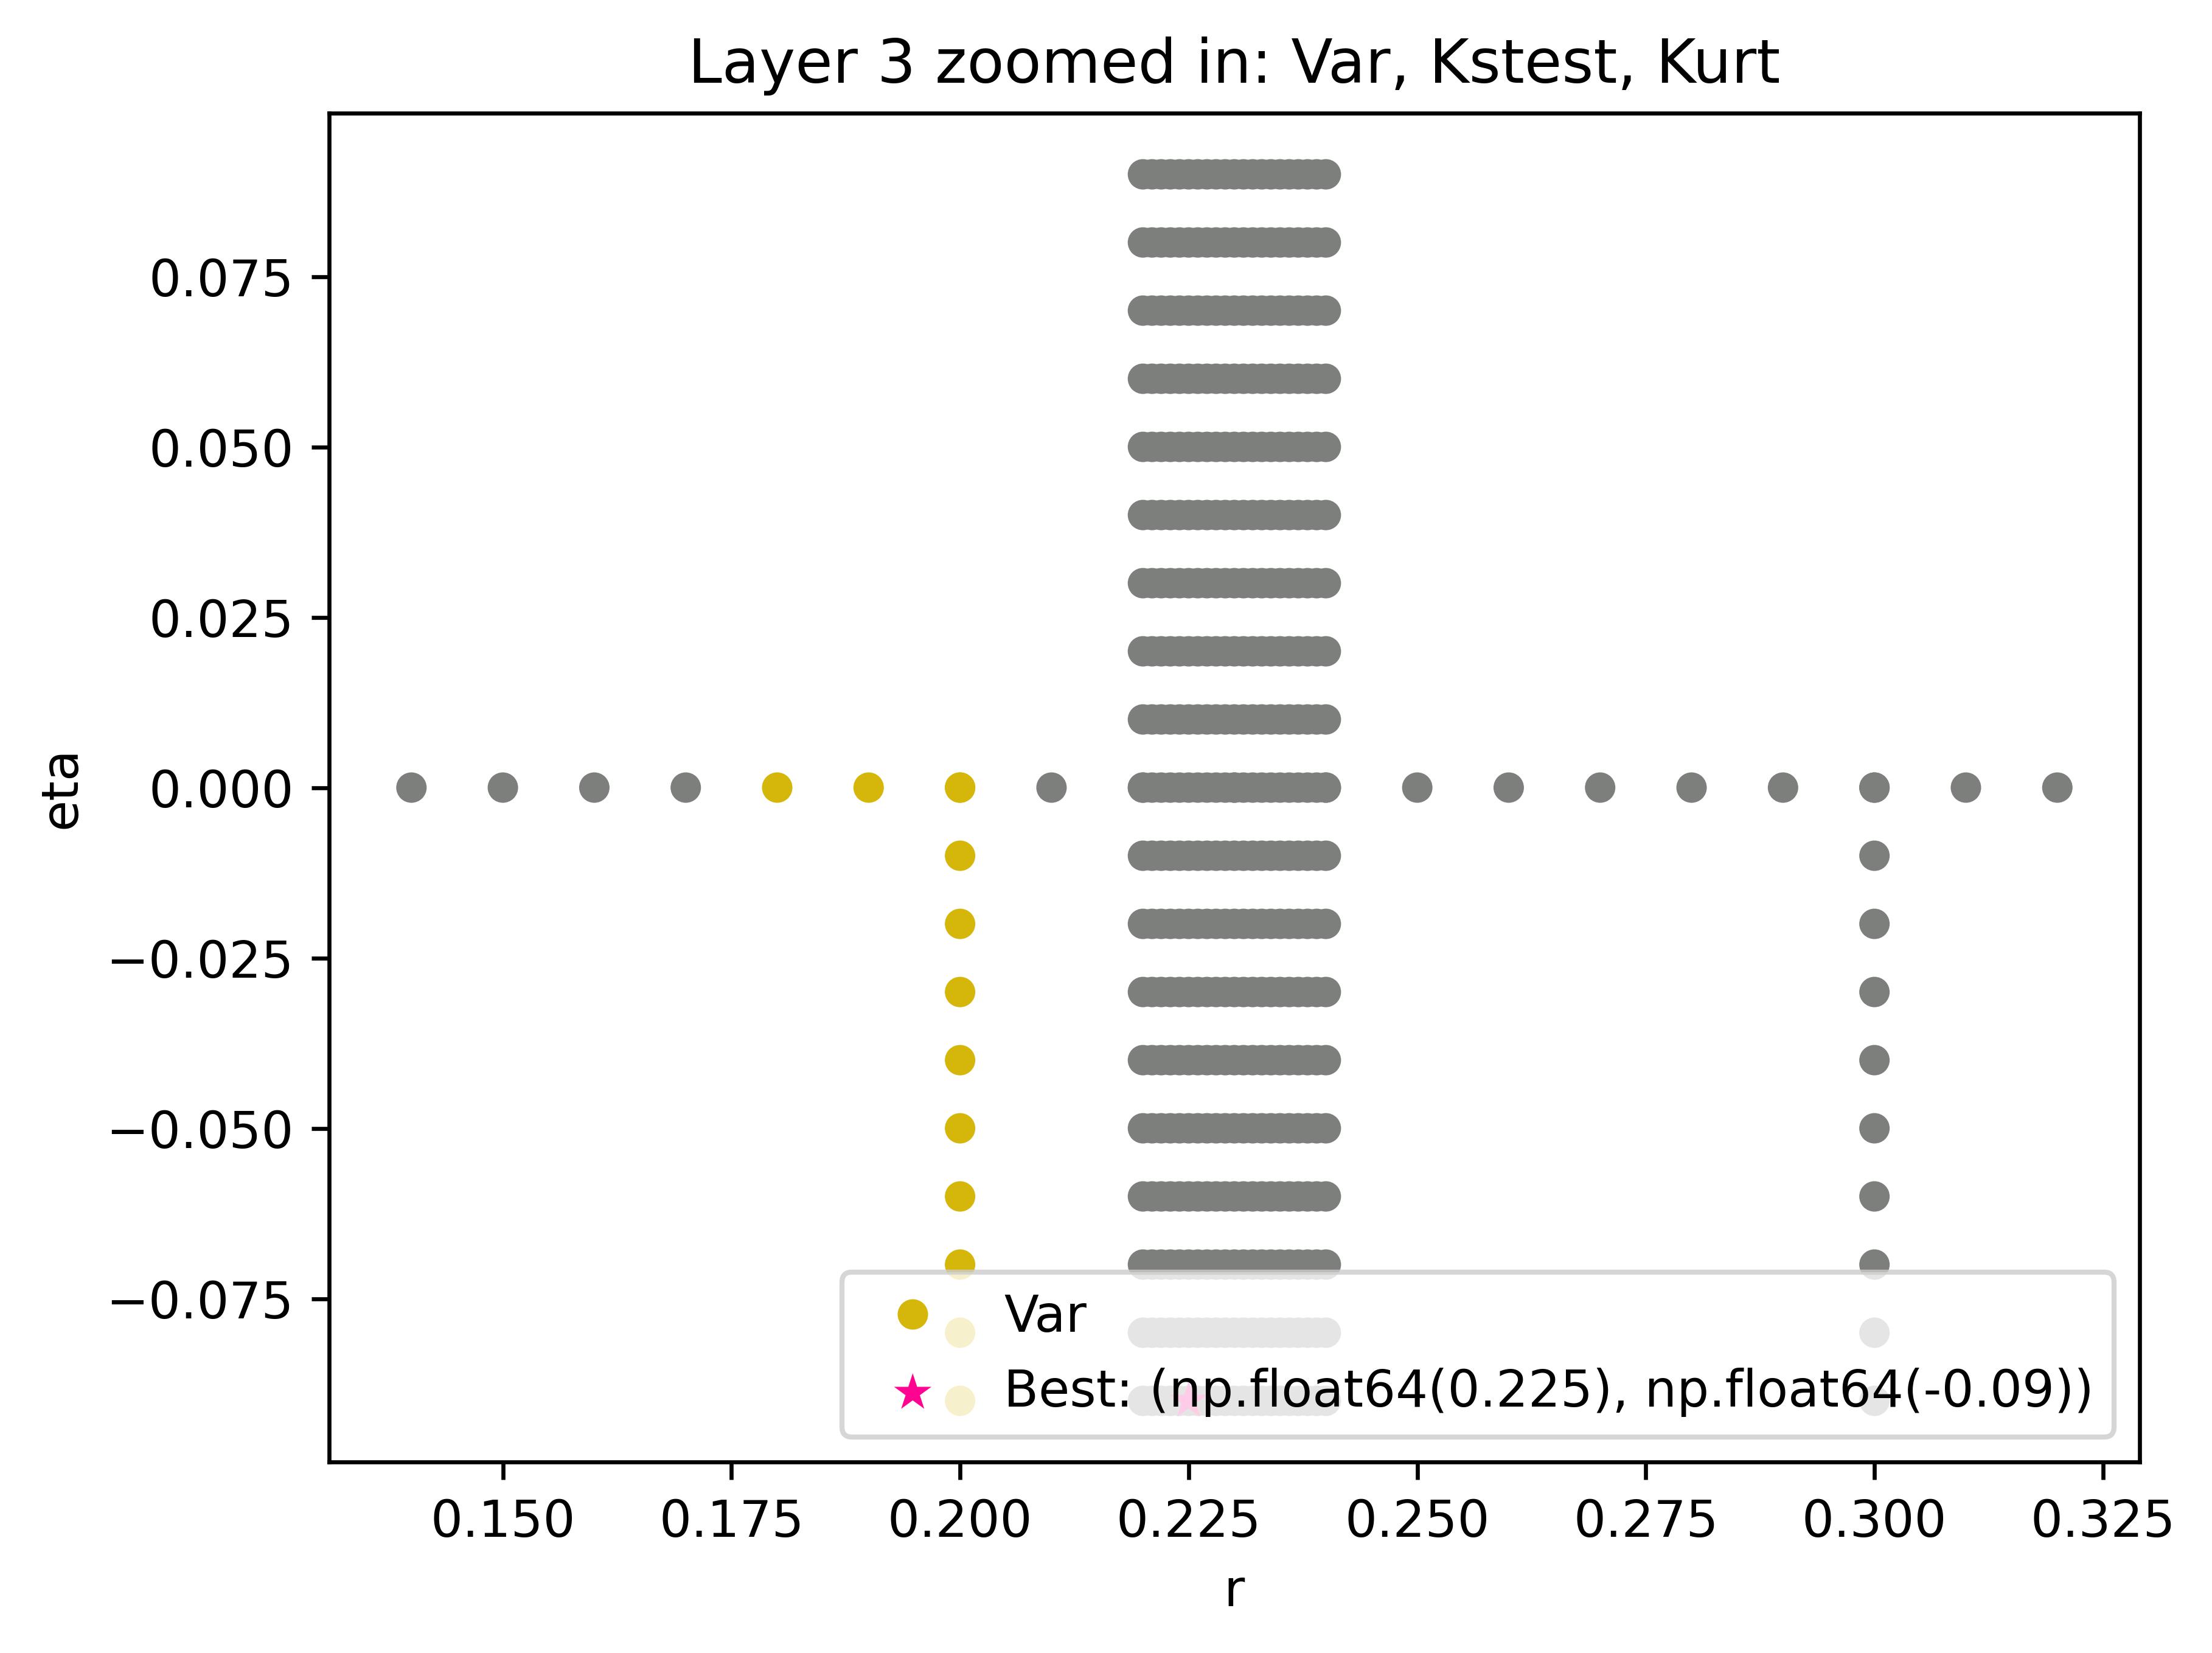 Layer 3 zoomed in: Var, Kstest, Kurt
0.075
0.050
0.025
0.000
−0.025
−0.050
−0.075
eta
Var
Best: (np.float64(0.225), np.float64(-0.09))
0.150 0.175 0.200 0.225 0.250 0.275 0.300 0.325
r